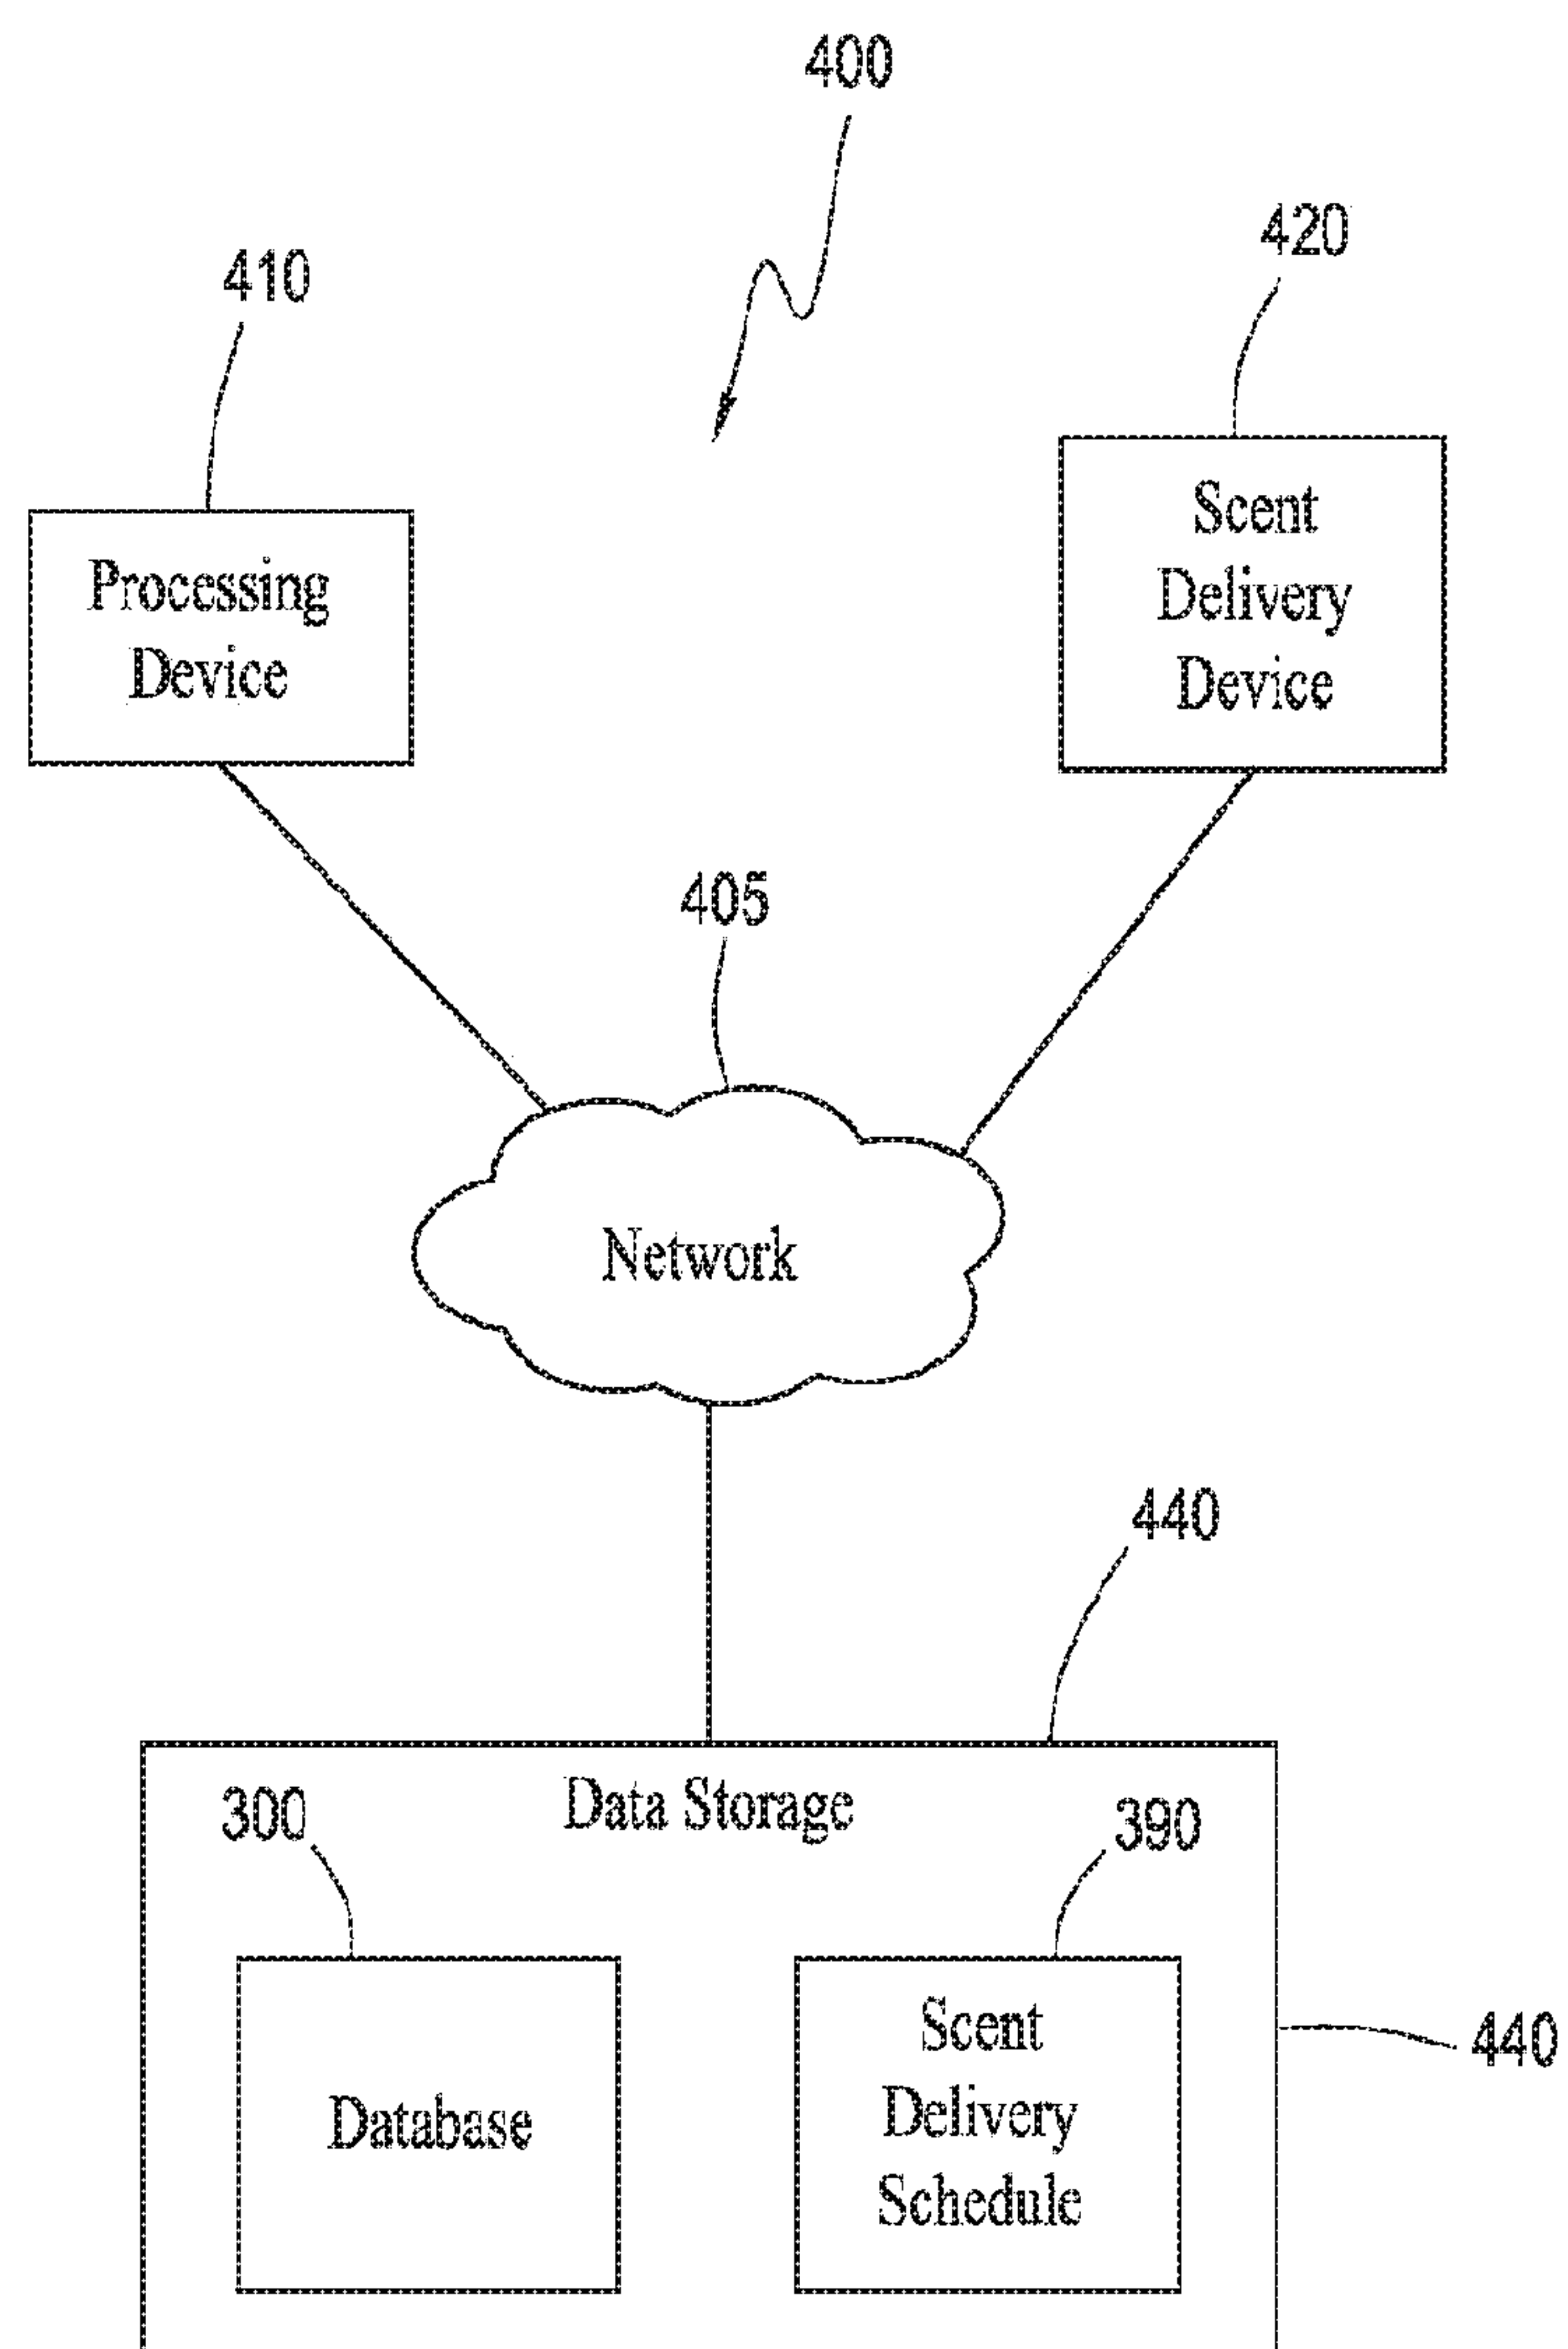 400
420
410
Processing
Device
Scent
Delivery
Device
405
Network
440
Data Storage
300
390
Database
Scent
Delivery
Schedule
440